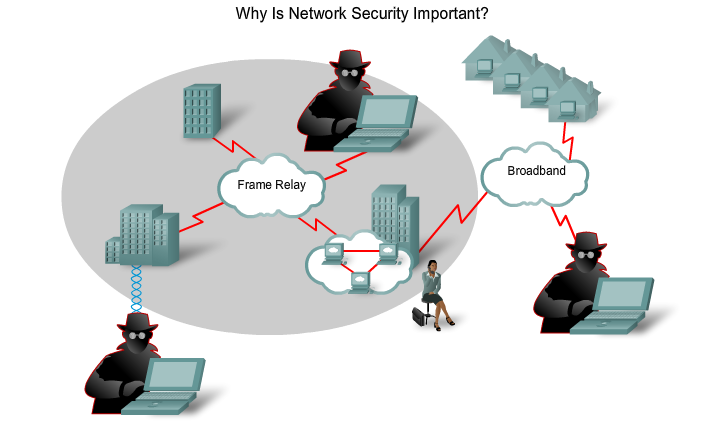 Why Is Network Security Important?
Frame Relay
Broadband